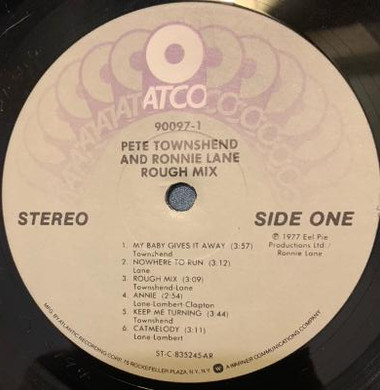 ATCO
90097-1
PETE TOWNSHEND
AND RONNIE LANE
ROUGH MIX
STEREO
SIDE ONE
℗ 1977 Eel Pie
Productions Ltd /
Ronnie Lane
1. MY BABY GIVES IT AWAY (3:57)
Townshend
2. NOWHERE TO RUN (3:12)
Lane
3. ROUGH MIX (3:09)
Townshend-Lane
4. ANNIE (2:54)
Lane-Lambert-Clapton
5. KEEP ME TURNING (3:44)
Townshend
6. CATMELODY (3:11)
Lane-Lambert
ST-C-835245-AR
MFG. BY ATLANTIC RECORDING CORP., 75 ROCKEFELLER PLAZA, N.Y., N.Y. A WARNER COMMUNICATIONS COMPANY